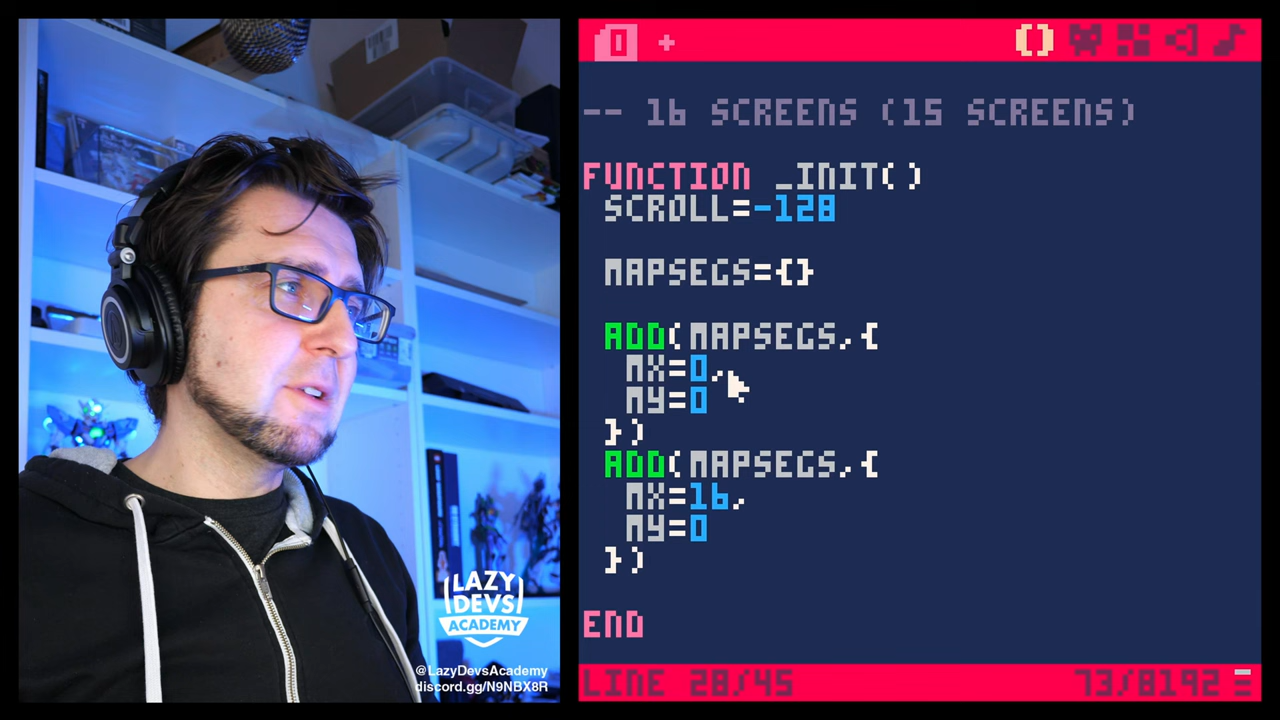 -- 16 SCREENS (15 SCREENS)
FUNCTION _INIT()
SCROLL=-128
MAPSEGS={}
ADD(MAPSEGS,{
MX=0,
MY=0
})
ADD(MAPSEGS,{
MX=16,
MY=0
})
END
LINE 28/45
73/8192
LAZY
DEVS
ACADEMY
@LazyDevsAcademy
discord.gg/N9NBX8R